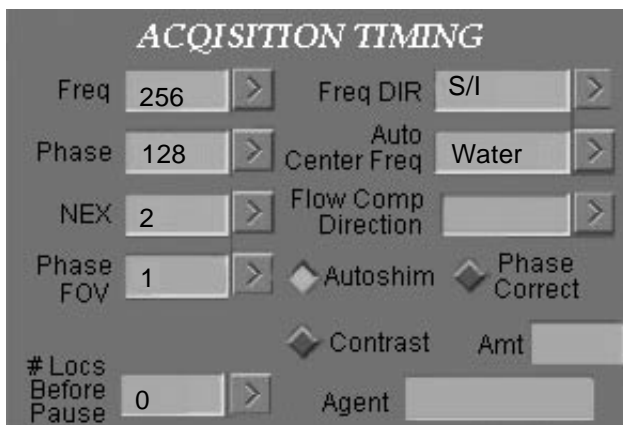 ACQISITION TIMING
Freq 256 > Freq DIR S/I >
Phase 128 > Auto Center Freq Water >
NEX 2 > Flow Comp Direction >
Phase FOV 1 > Autoshim Phase Correct
Contrast Amt
# Locs Before Pause 0 > Agent